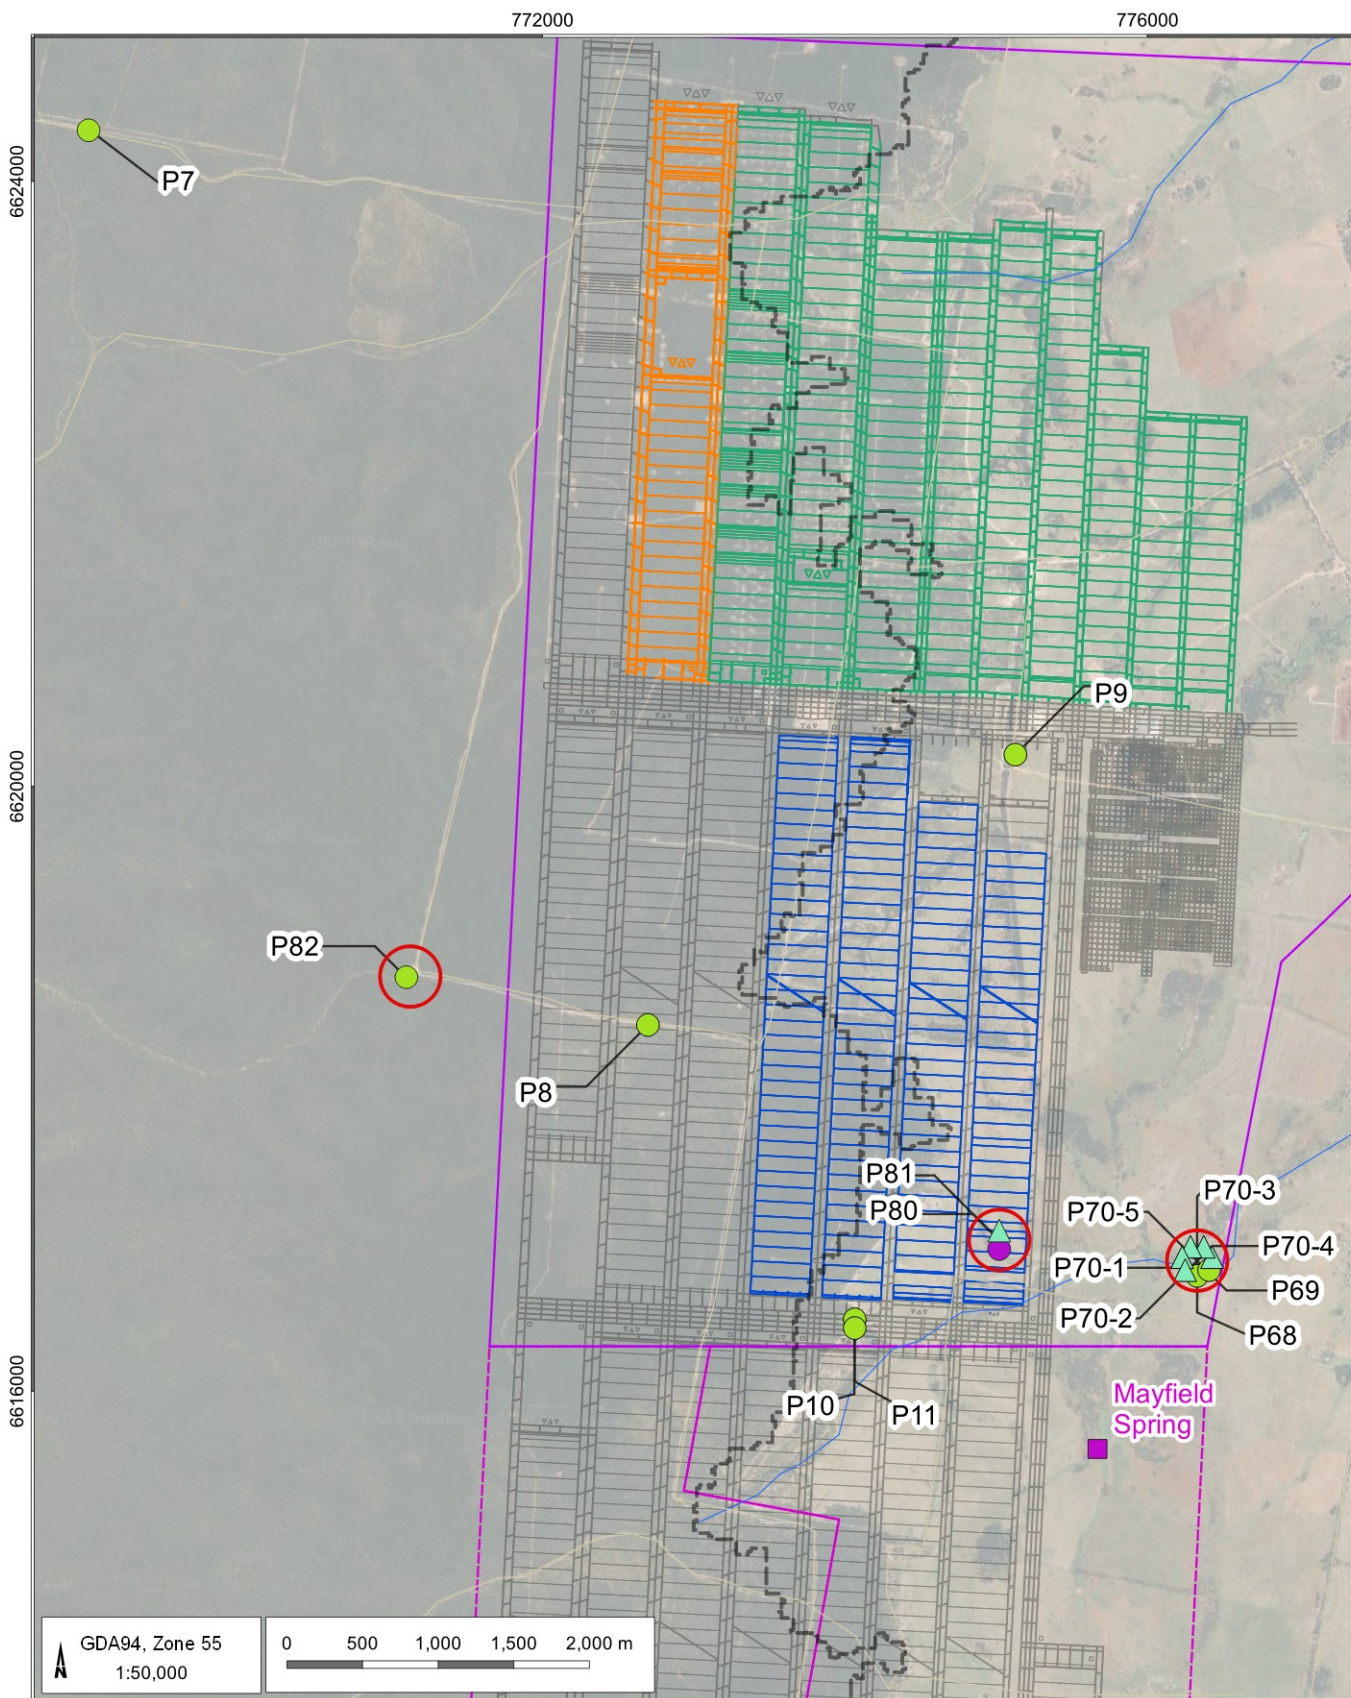 772000
776000
6624000
P7
P9
6620000
P82
P8
P81
P80
P70-3
P70-5
P70-4
P70-1
P69
P70-2
P68
6616000
Mayfield
Spring
P10
P11
GDA94, Zone 55
1:50,000
N
0 500 1,000 1,500 2,000 m